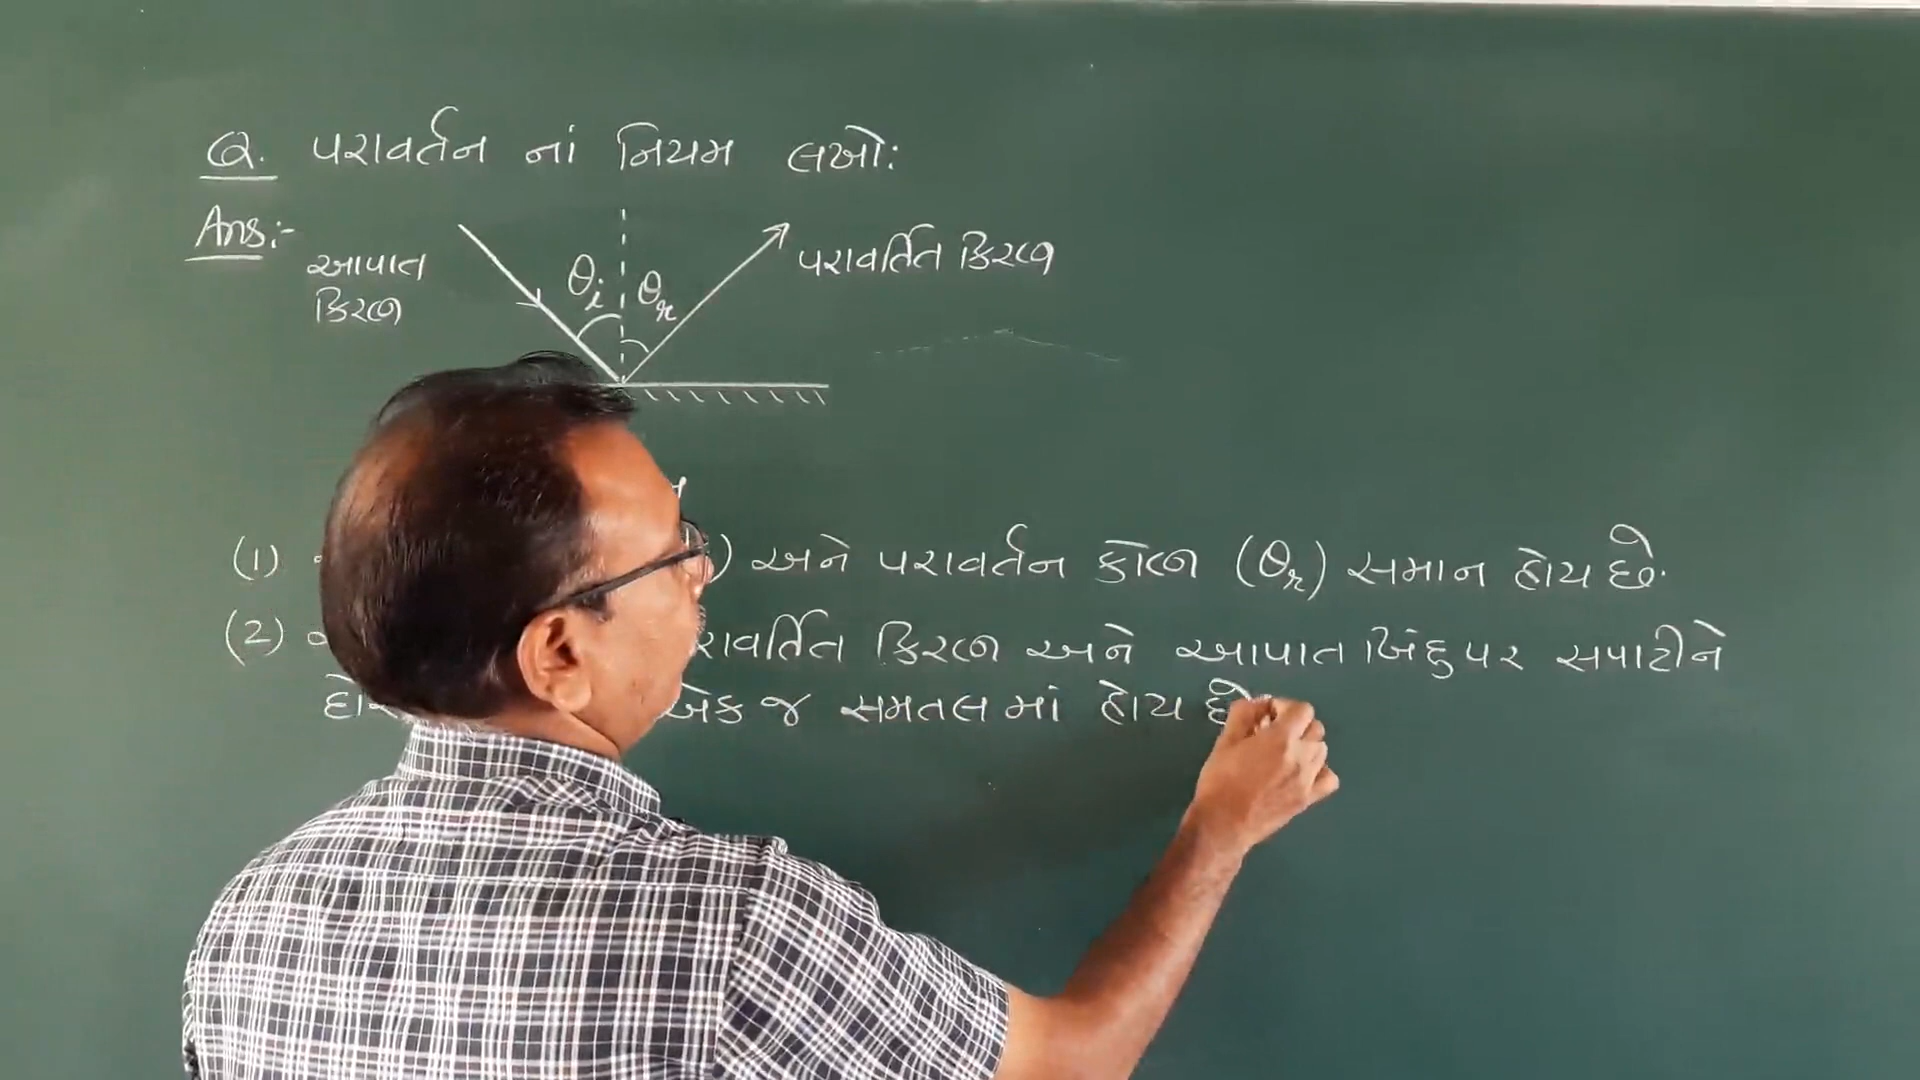 Q. પરાવર્તન નાં નિયમ લખો:
Ans:-
આપાત
કિરણ
θi θr
પરાવર્તિત કિરણ
(1) અને પરાવર્તન કોણ (θr) સમાન હોય છે.
(2) કિરણ અને આપાત બિંદુ પર સપાટીને
એક જ સમતલ માં હોય છે